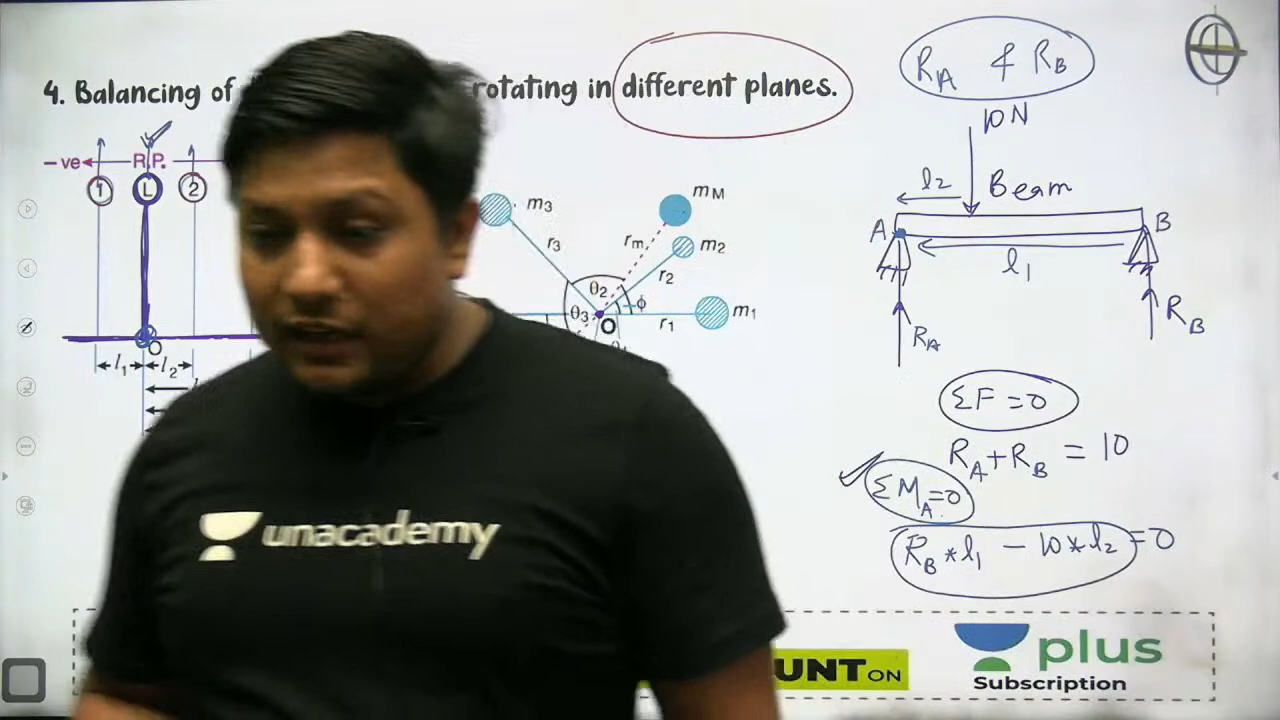 4. Balancing of rotating in different planes.
-ve R.P.
1 L 2
O
l1 l2
m3
mM
r3
rm
m2
θ2
r2
ϕ
θ3
O
r1
m1
RA & RB
10N
l2
Beam
A
B
l1
RA
RB
ΣF=0
RA+RB = 10
ΣMA=0
RB*l1 - 10*l2 = 0
unacademy
UNT ON
plus
Subscription